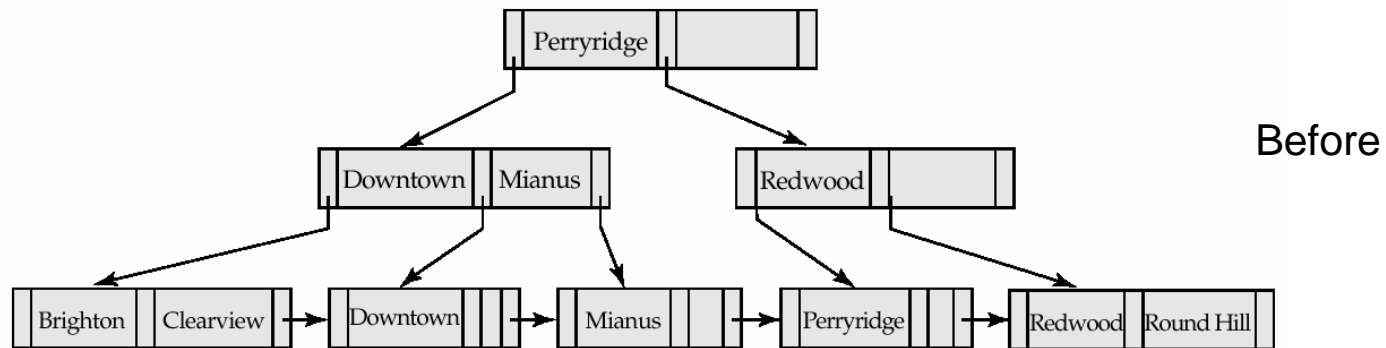 Perryridge
Before
Downtown Mianus Redwood
Brighton Clearview Downtown Mianus Perryridge Redwood Round Hill